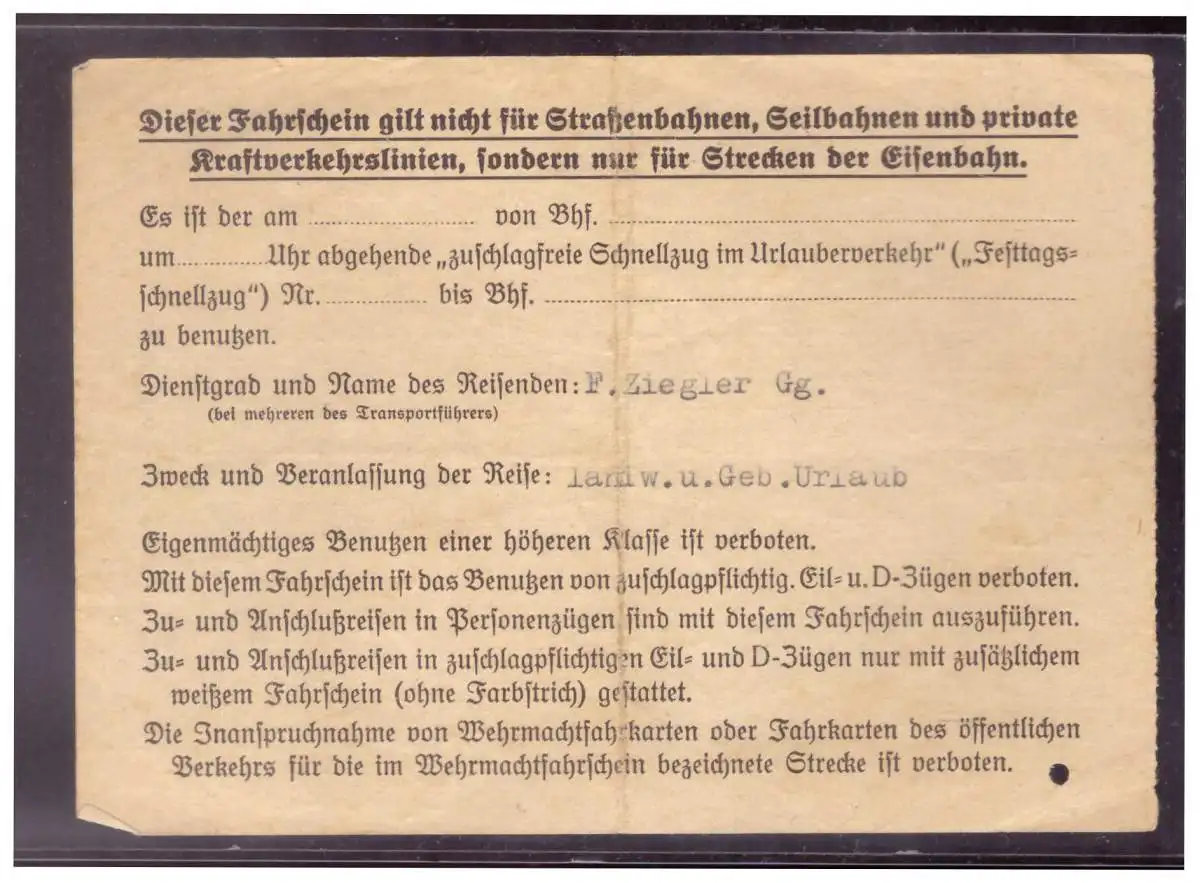 Dieser Fahrschein gilt nicht für Straßenbahnen, Seilbahnen und private
Kraftverkehrslinien, sondern nur für Strecken der Eisenbahn.
Es ist der am .................... von Bhf. ....................
um .................... Uhr abgehende „zuschlagfreie Schnellzug im Urlauberverkehr“ („Festtags-
schnellzug“) Nr. .................... bis Bhf. ....................
zu benutzen.
Dienstgrad und Name des Reisenden: F.Ziegler Gg.
(bei mehreren des Transportführers)
Zweck und Veranlassung der Reise: landw.u.Geb.Urlaub
Eigenmächtiges Benutzen einer höheren Klasse ist verboten.
Mit diesem Fahrschein ist das Benutzen von zuschlagpflichtig. Eil- u. D-Zügen verboten.
Zu- und Anschlußreisen in Personenzügen sind mit diesem Fahrschein auszuführen.
Zu- und Anschlußreisen in zuschlagpflichtigen Eil- und D-Zügen nur mit zusätzlichem
weißem Fahrschein (ohne Farbstrich) gestattet.
Die Inanspruchnahme von Wehrmachtfahrkarten oder Fahrkarten des öffentlichen
Verkehrs für die im Wehrmachtfahrschein bezeichnete Strecke ist verboten.